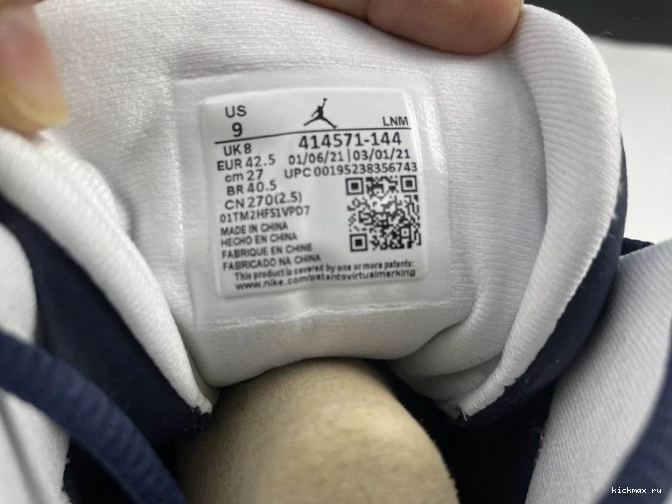 US
9
LNM
UK 8
414571-144
EUR 42.5
01/06/21 | 03/01/21
cm 27
UPC 00195238356743
BR 40.5
CN 270(2.5)
01TM2HFS1VPD7
MADE IN CHINA
HECHO EN CHINA
FABRIQUE EN CHINE
FABRICADO NA CHINA
This product is covered by one or more patents:
www.nike.com/patentsvirtualmarking
kickmax ru